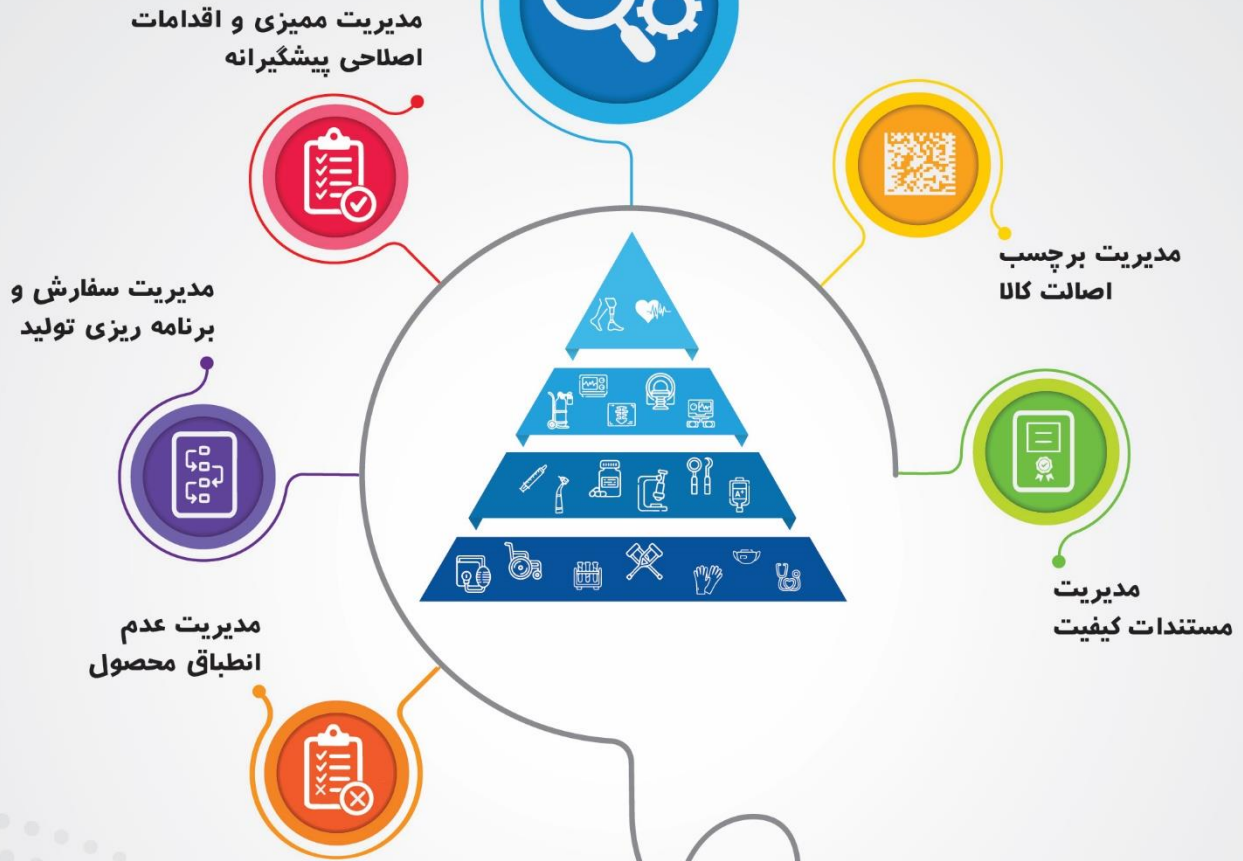 مدیریت ممیزی و اقدامات
اصلاحی پیشگیرانه
مدیریت برچسب
اصالت کالا
مدیریت سفارش و
برنامه ریزی تولید
مدیریت
مستندات کیفیت
مدیریت عدم
انطباق محصول
A+